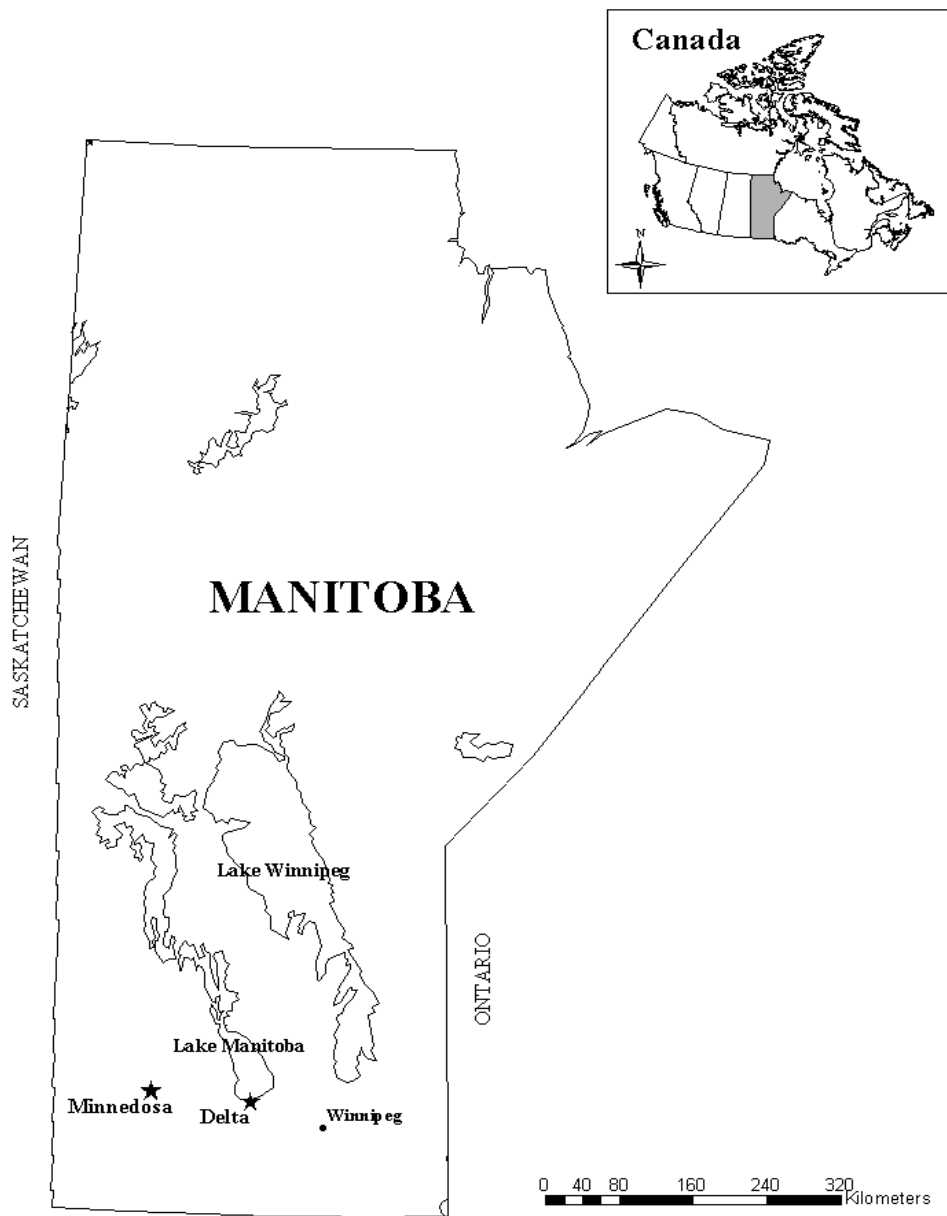 Canada
N
SASKATCHEWAN
MANITOBA
Lake Winnipeg
ONTARIO
Lake Manitoba
Minnedosa
Delta
Winnipeg
0 40 80 160 240 320
Kilometers